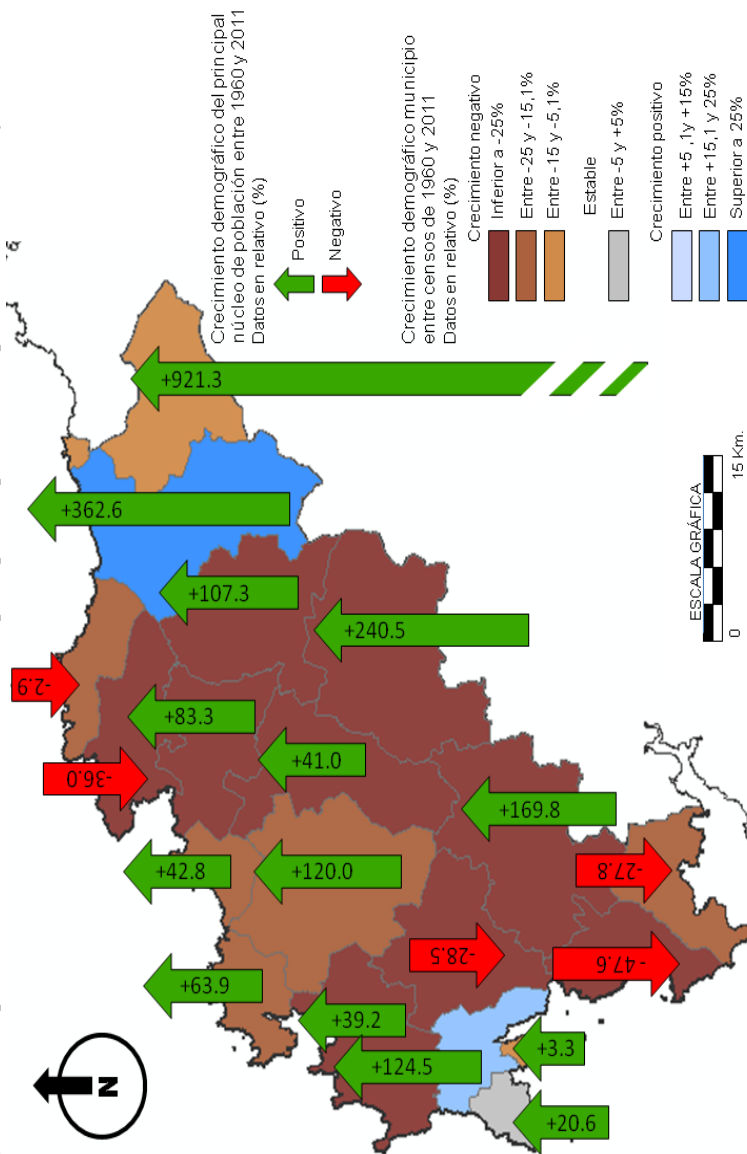 Crecimiento demográfico del principal
núcleo de población entre 1960 y 2011
Datos en relativo (%)
Positivo
Negativo
Crecimiento demográfico municipio
entre censos de 1960 y 2011
Datos en relativo (%)
Crecimiento negativo
Inferior a -25%
Entre -25 y -15,1%
Entre -15 y -5,1%
Estable
Entre -5 y +5%
Crecimiento positivo
Entre +5 ,1y +15%
Entre +15,1 y 25%
Superior a 25%
N
+20.6
+3.3
+124.5
+39.2
+63.9
-47.6
-28.5
-27.8
+42.8
+120.0
+169.8
-36.0
+41.0
+83.3
-2.9
+240.5
+107.3
+362.6
+921.3
ESCALA GRÁFICA
0
15 Km.